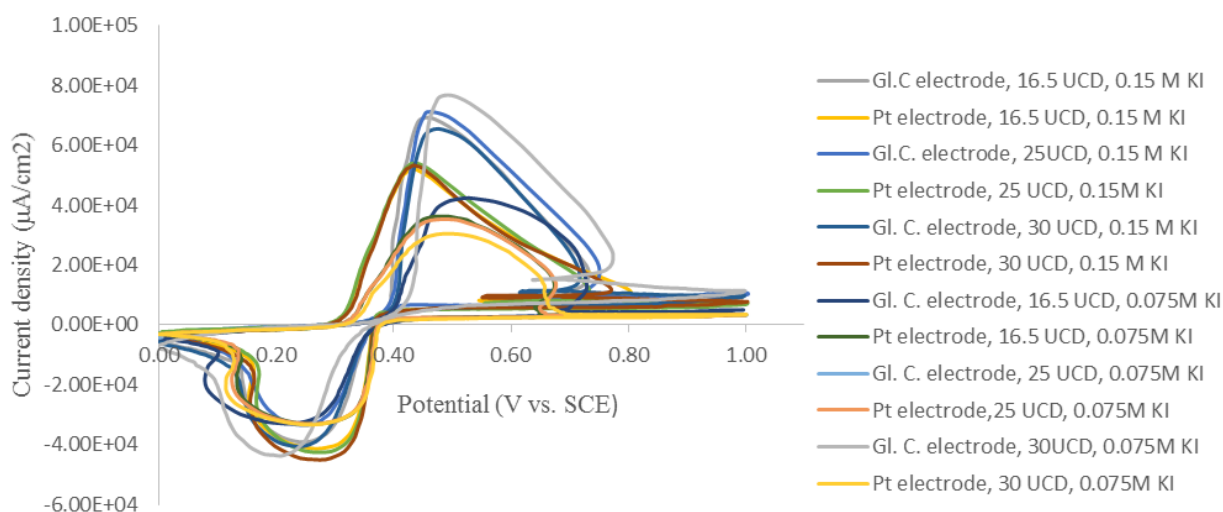 1.00E+05
8.00E+04
6.00E+04
4.00E+04
2.00E+04
0.00E+00
-2.00E+04
-4.00E+04
-6.00E+04
Current density (µA/cm2)
0.00
0.20
0.40
0.60
0.80
1.00
Potential (V vs. SCE)
Gl.C electrode, 16.5 UCD, 0.15 M KI
Pt electrode, 16.5 UCD, 0.15 M KI
Gl.C. electrode, 25UCD, 0.15 M KI
Pt electrode, 25 UCD, 0.15M KI
Gl. C. electrode, 30 UCD, 0.15 M KI
Pt electrode, 30 UCD, 0.15 M KI
Gl. C. electrode, 16.5 UCD, 0.075M KI
Pt electrode, 16.5 UCD, 0.075M KI
Gl. C. electrode, 25 UCD, 0.075M KI
Pt electrode,25 UCD, 0.075M KI
Gl. C. electrode, 30UCD, 0.075M KI
Pt electrode, 30 UCD, 0.075M KI